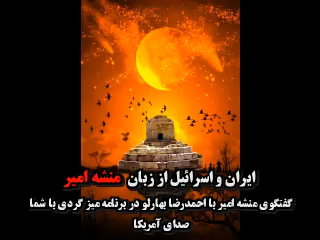 ایران و اسرائیل از زبان منشه امیر
گفتگوی منشه امیر با احمدرضا بهارلو در برنامه میز گردی با شما
صدای آمریکا